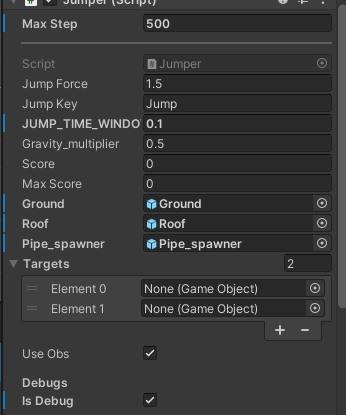 Jumper (Script)
Max Step 500
Script Jumper
Jump Force 1.5
Jump Key Jump
JUMP_TIME_WINDO 0.1
Gravity_multiplier 0.5
Score 0
Max Score 0
Ground Ground
Roof Roof
Pipe_spawner Pipe_spawner
Targets 2
Element 0 None (Game Object)
Element 1 None (Game Object)
+ −
Use Obs
Debugs
Is Debug